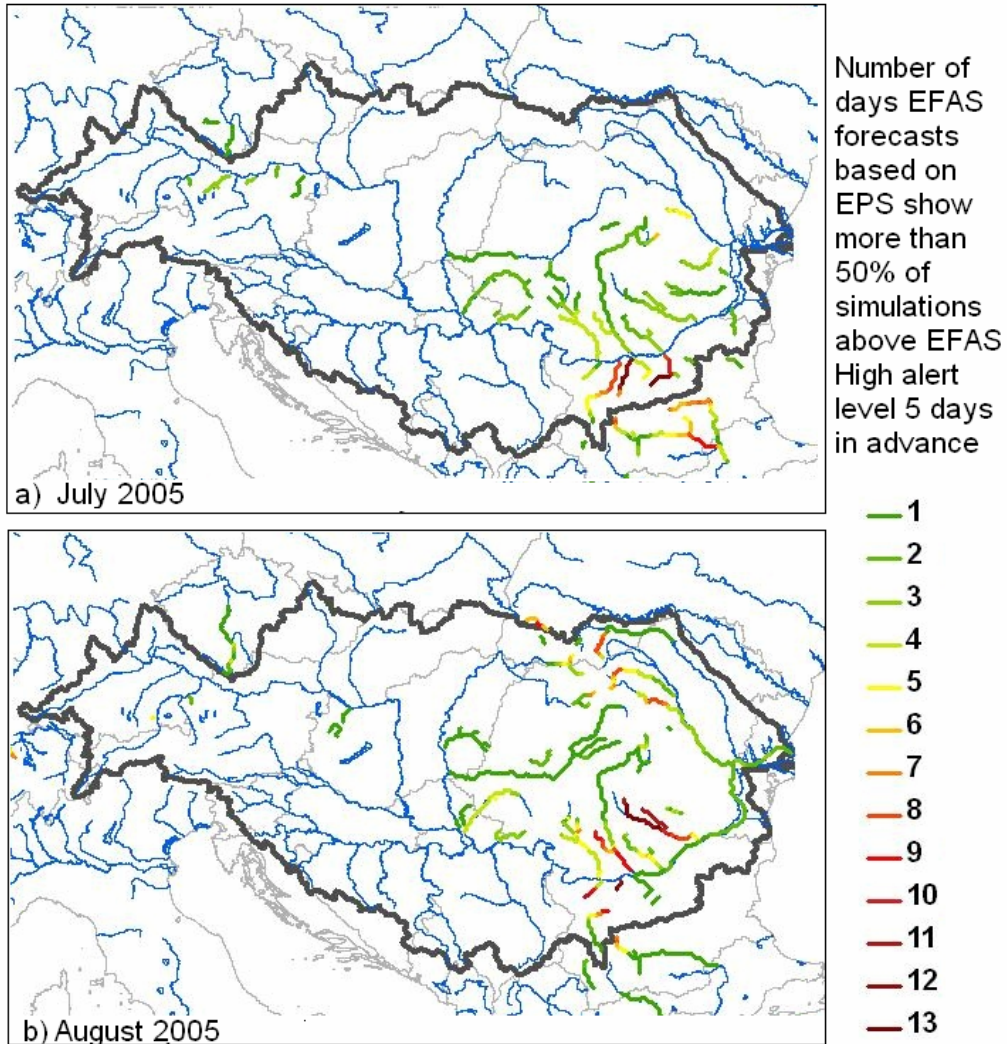 Number of
days EFAS
forecasts
based on
EPS show
more than
50% of
simulations
above EFAS
High alert
level 5 days
in advance
a) July 2005
1
2
3
4
5
6
7
8
9
10
11
12
13
b) August 2005